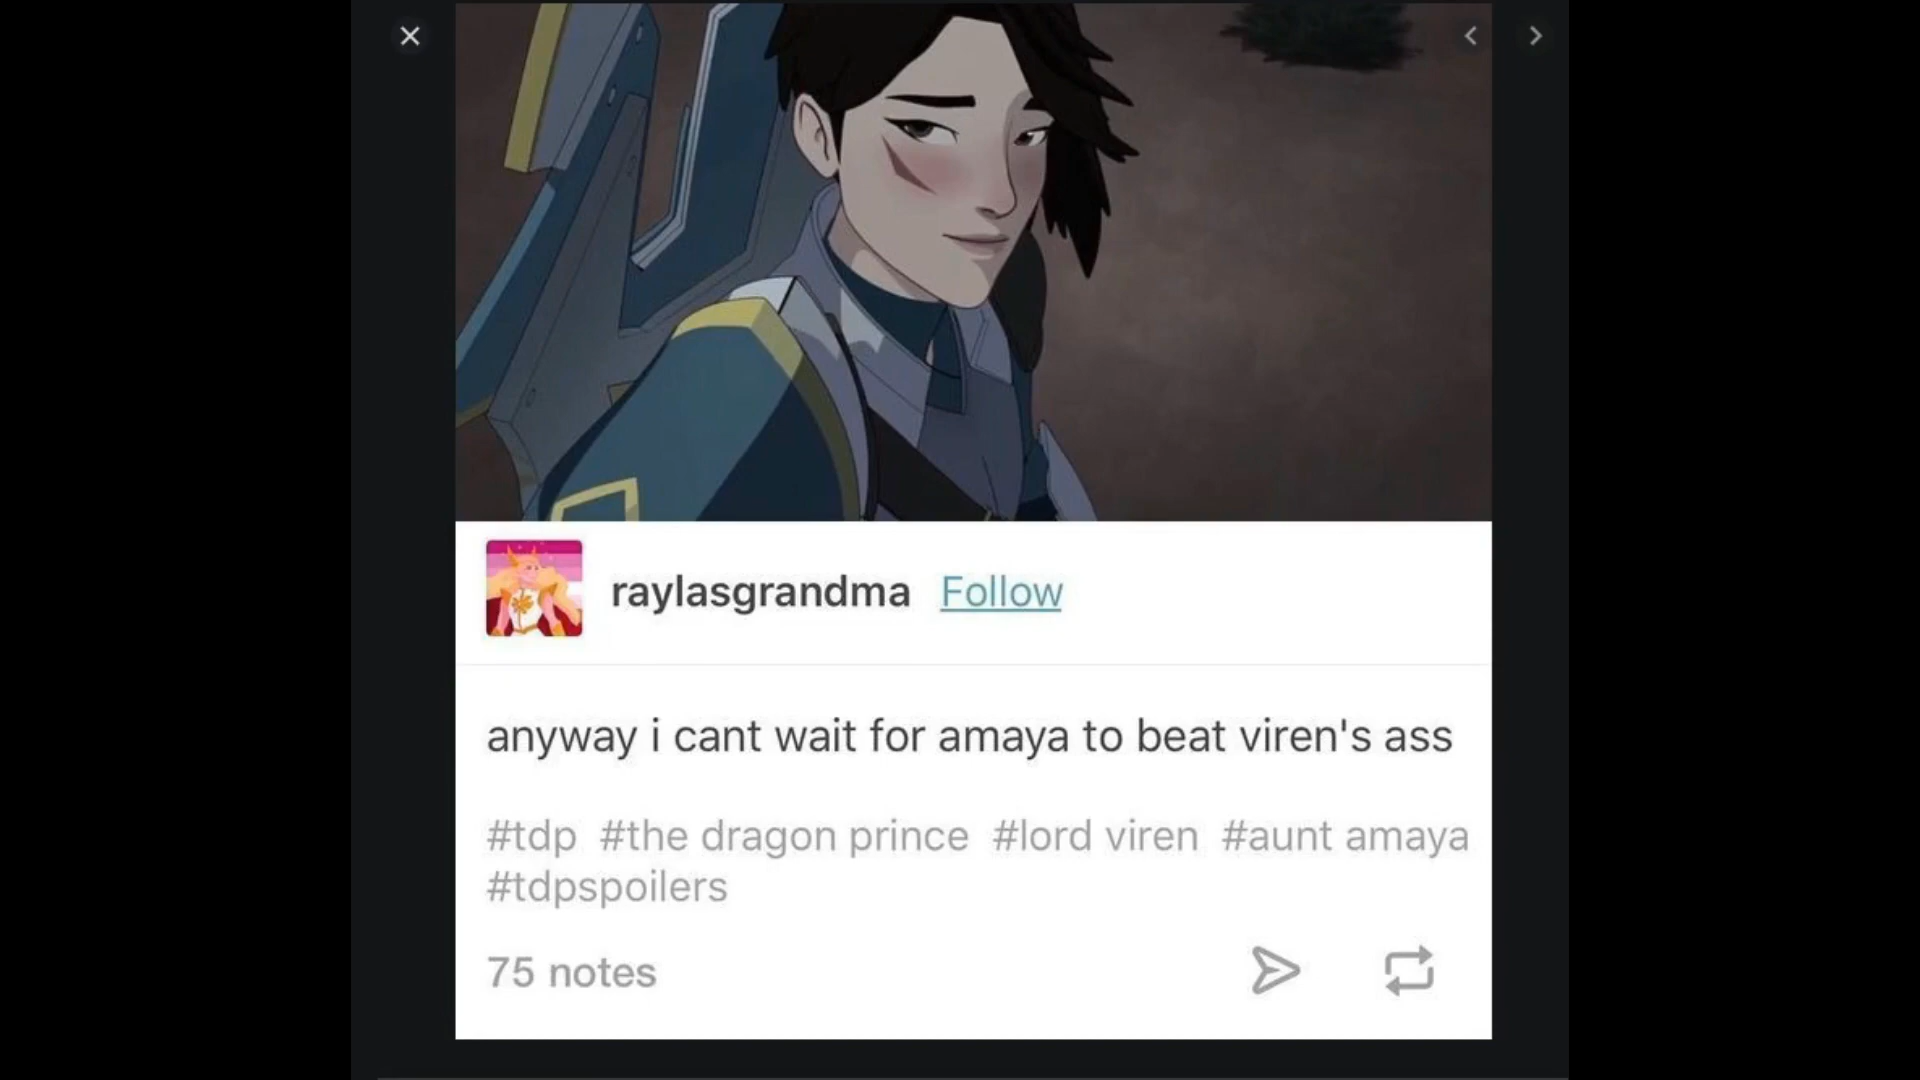 raylasgrandma Follow
anyway i cant wait for amaya to beat viren's ass
#tdp #the dragon prince #lord viren #aunt amaya
#tdpspoilers
75 notes